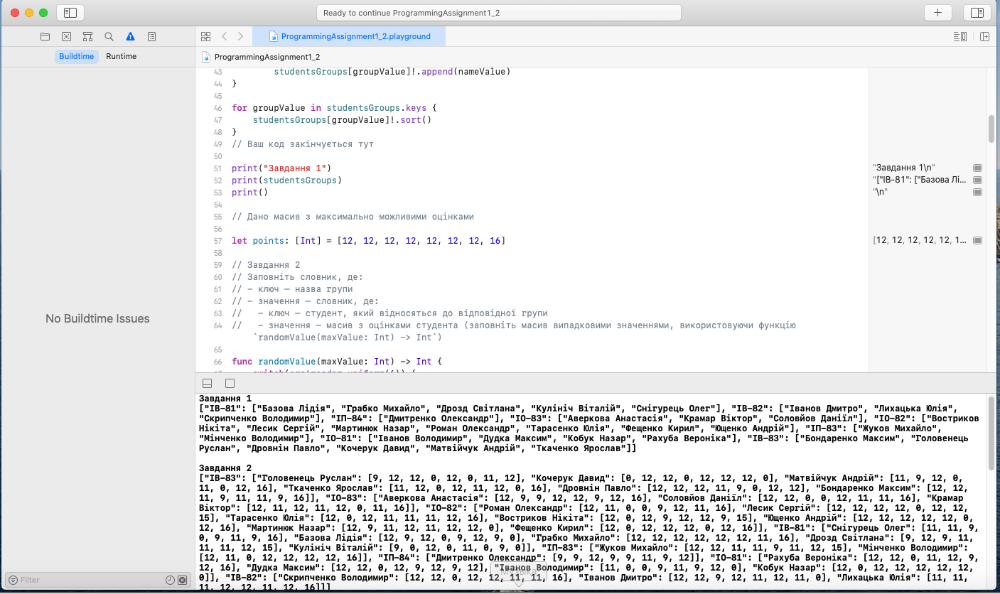 Ready to continue ProgrammingAssignment1_2
ProgrammingAssignment1_2.playground
Buildtime Runtime
ProgrammingAssignment1_2
43 studentsGroups[groupValue]!.append(nameValue)
44 }
45
46 for groupValue in studentsGroups.keys {
47 studentsGroups[groupValue]!.sort()
48 }
49 // Ваш код закінчується тут
50
51 print("Завдання 1") "Завдання 1\n"
52 print(studentsGroups) "["ІВ-81": ["Базова Лі...
53 print() "\n"
54
55 // Дано масив з максимально можливими оцінками
56
57 let points: [Int] = [12, 12, 12, 12, 12, 12, 12, 16] [12, 12, 12, 12, 12, 1...
58
59 // Завдання 2
60 // Заповніть словник, де:
61 // – ключ – назва групи
62 // – значення – словник, де:
63 // – ключ – студент, який відносяться до відповідної групи
64 // – значення – масив з оцінками студента (заповніть масив випадковими значеннями, використовуючи функцію
`randomValue(maxValue: Int) -> Int`)
65
66 func randomValue(maxValue: Int) -> Int {
No Buildtime Issues
Завдання 1
["ІВ-81": ["Базова Лідія", "Грабко Михайло", "Дрозд Світлана", "Кулініч Віталій", "Снігурець Олег"], "ІВ-82": ["Іванов Дмитро", "Лихацька Юлія",
"Скрипченко Володимир"], "ІП-84": ["Дмитренко Олександр"], "ІО-83": ["Аверкова Анастасія", "Крамар Віктор", "Соловйов Даніїл"], "ІО-82": ["Востриков
Нікіта", "Лесик Сергій", "Мартинюк Назар", "Роман Олександр", "Тарасенко Юлія", "Фещенко Кирил", "Ющенко Андрій"], "ІП-83": ["Жуков Михайло",
"Мінченко Володимир"], "ІО-81": ["Іванов Володимир", "Дудка Максим", "Кобук Назар", "Рахуба Вероніка"], "ІВ-83": ["Бондаренко Максим", "Головенець
Руслан", "Дровнін Павло", "Кочерук Давид", "Матвійчук Андрій", "Ткаченко Ярослав"]]
Завдання 2
["ІВ-83": ["Головенець Руслан": [9, 12, 12, 0, 12, 0, 11, 12], "Кочерук Давид": [0, 12, 12, 0, 12, 12, 12, 0], "Матвійчук Андрій": [11, 9, 12, 0,
11, 0, 12, 16], "Ткаченко Ярослав": [11, 12, 0, 12, 11, 12, 0, 16], "Дровнін Павло": [12, 12, 12, 11, 9, 0, 12, 12], "Бондаренко Максим": [12, 12,
11, 9, 11, 11, 9, 16]], "ІО-83": ["Аверкова Анастасія": [12, 9, 9, 12, 12, 9, 12, 16], "Соловйов Даніїл": [12, 12, 0, 0, 12, 11, 11, 16], "Крамар
Віктор": [12, 11, 12, 11, 12, 0, 11, 16]], "ІО-82": ["Роман Олександр": [12, 11, 0, 0, 9, 12, 11, 16], "Лесик Сергій": [12, 12, 12, 12, 0, 12, 12,
15], "Тарасенко Юлія": [12, 0, 12, 11, 11, 11, 12, 16], "Востриков Нікіта": [12, 0, 12, 9, 12, 12, 9, 15], "Ющенко Андрій": [12, 12, 12, 12, 12, 0,
12, 16], "Мартинюк Назар": [12, 9, 11, 12, 11, 12, 12, 0], "Фещенко Кирил": [12, 0, 12, 12, 12, 0, 12, 16]], "ІВ-81": ["Снігурець Олег": [11, 11, 9,
0, 9, 11, 9, 16], "Базова Лідія": [12, 9, 12, 0, 9, 12, 9, 0], "Грабко Михайло": [12, 12, 12, 12, 12, 12, 11, 16], "Дрозд Світлана": [9, 12, 9, 11,
11, 11, 12, 15], "Кулініч Віталій": [9, 0, 12, 0, 11, 0, 9, 0]], "ІП-83": ["Жуков Михайло": [12, 12, 11, 11, 9, 11, 12, 15], "Мінченко Володимир":
[12, 11, 0, 12, 12, 12, 12, 16]], "ІП-84": ["Дмитренко Олександр": [9, 9, 12, 9, 9, 11, 9, 12]], "ІО-81": ["Рахуба Вероніка": [12, 12, 0, 11, 12, 9,
12, 16], "Дудка Максим": [12, 12, 0, 12, 9, 12, 9, 12], "Іванов Володимир": [11, 0, 0, 9, 11, 9, 12, 0], "Кобук Назар": [12, 0, 12, 12, 12, 12, 12,
0]], "ІВ-82": ["Скрипченко Володимир": [12, 12, 0, 12, 12, 11, 11, 16], "Іванов Дмитро": [12, 12, 9, 12, 11, 12, 11, 0], "Лихацька Юлія": [11, 11,
11, 12, 12, 11, 12, 16]]]
Filter